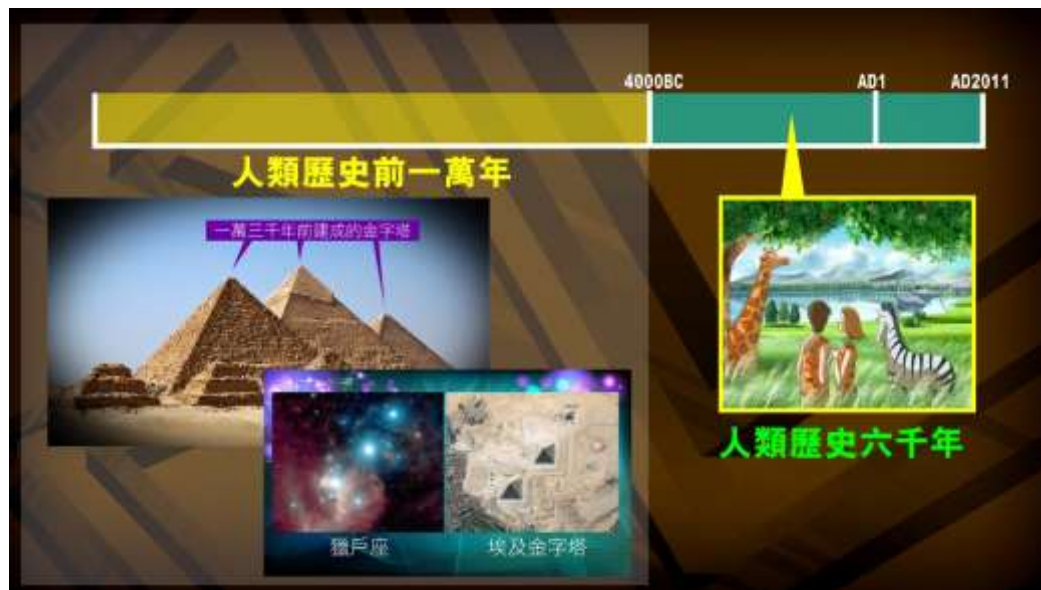 4000BC
AD1
AD2011
人類歷史前一萬年
一萬三千年前建成的金字塔
獵戶座
埃及金字塔
人類歷史六千年